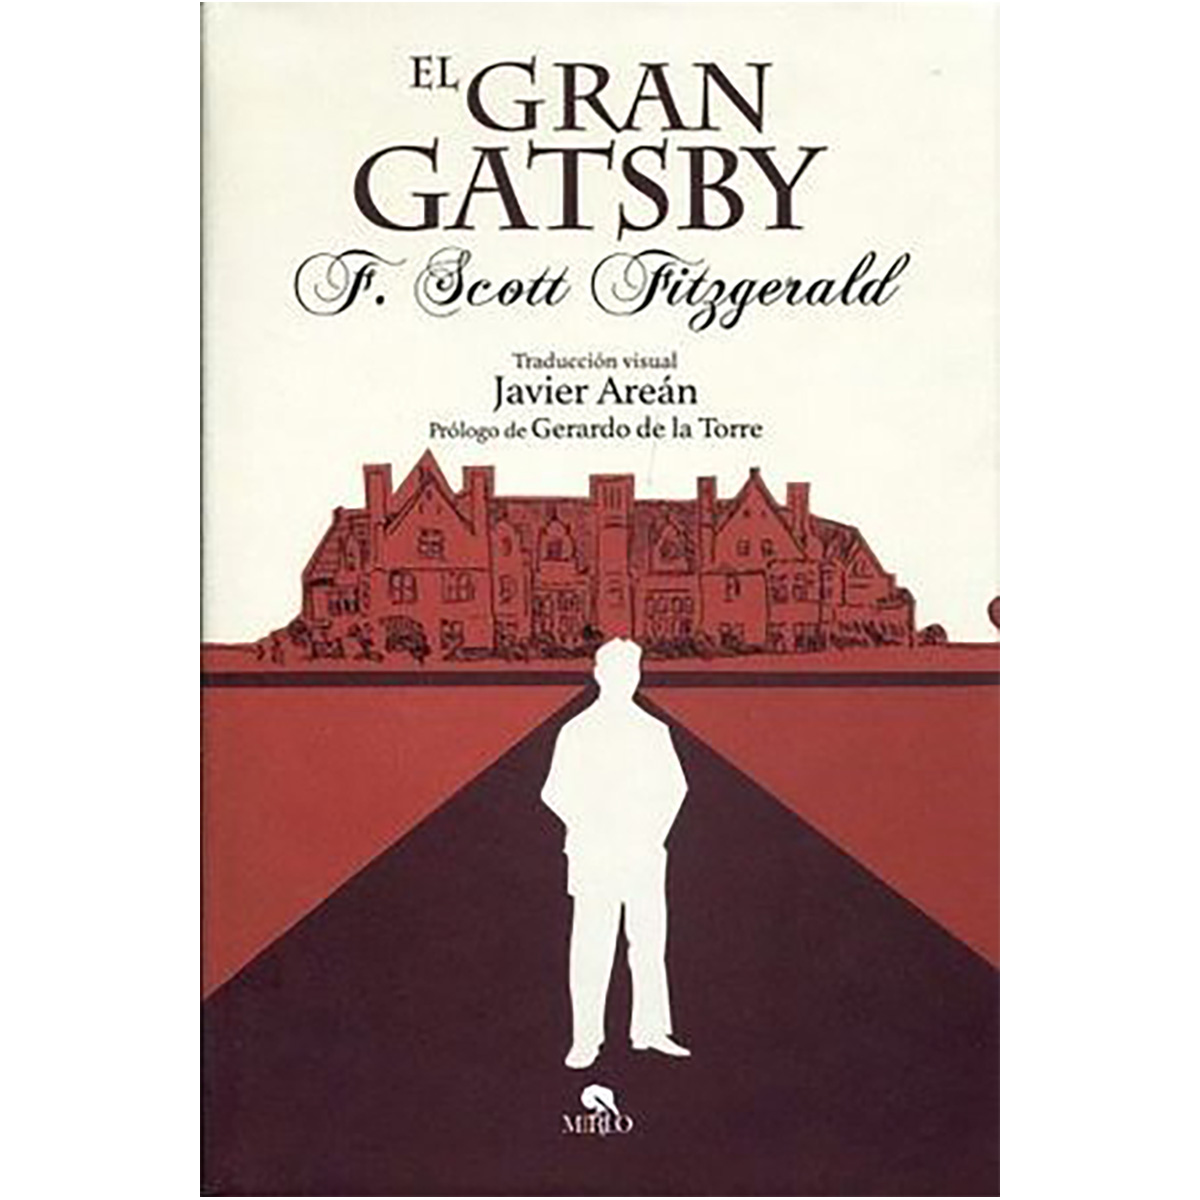 EL GRAN
GATSBY
F. Scott Fitzgerald
Traducción visual
Javier Areán
Prólogo de Gerardo de la Torre
MIRLO